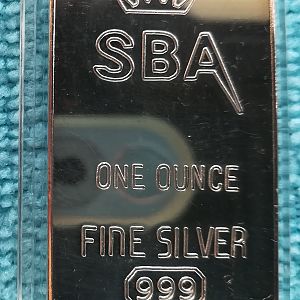 SBA
ONE OUNCE
FINE SILVER
999